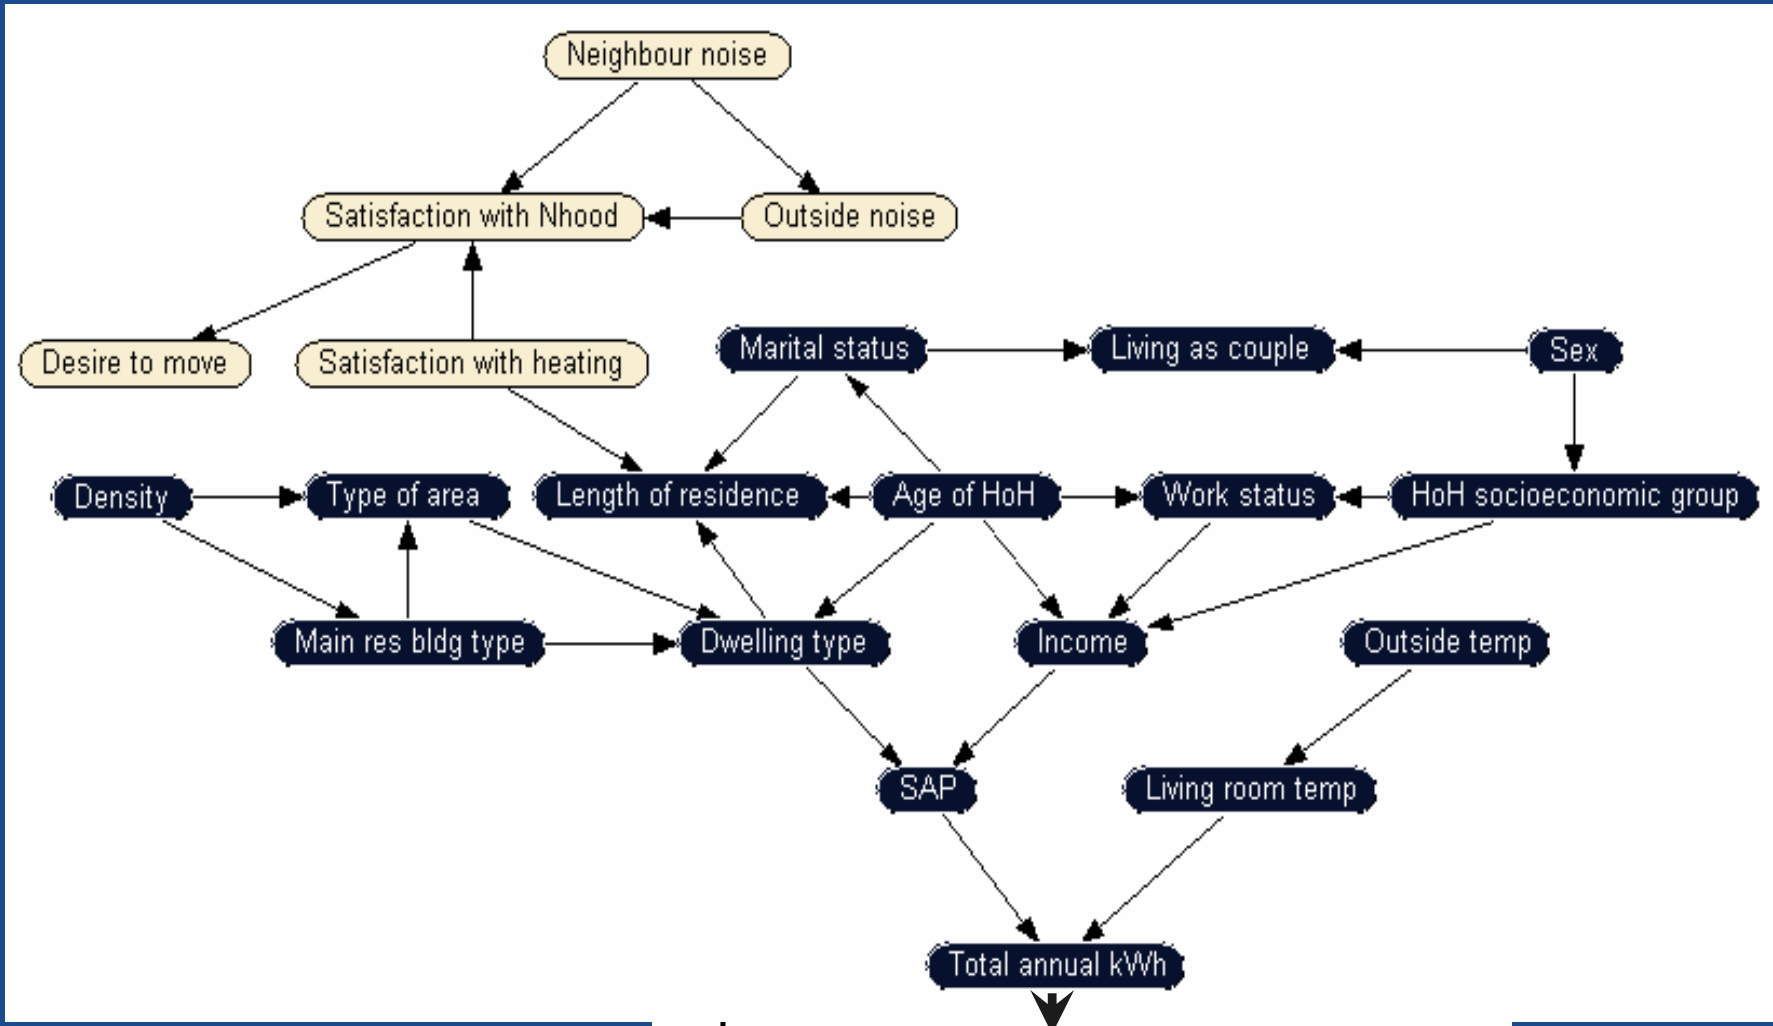 Neighbour noise
Satisfaction with Nhood
Outside noise
Desire to move
Satisfaction with heating
Marital status
Living as couple
Sex
Density
Type of area
Length of residence
Age of HoH
Work status
HoH socioeconomic group
Main res bldg type
Dwelling type
Income
Outside temp
SAP
Living room temp
Total annual kWh